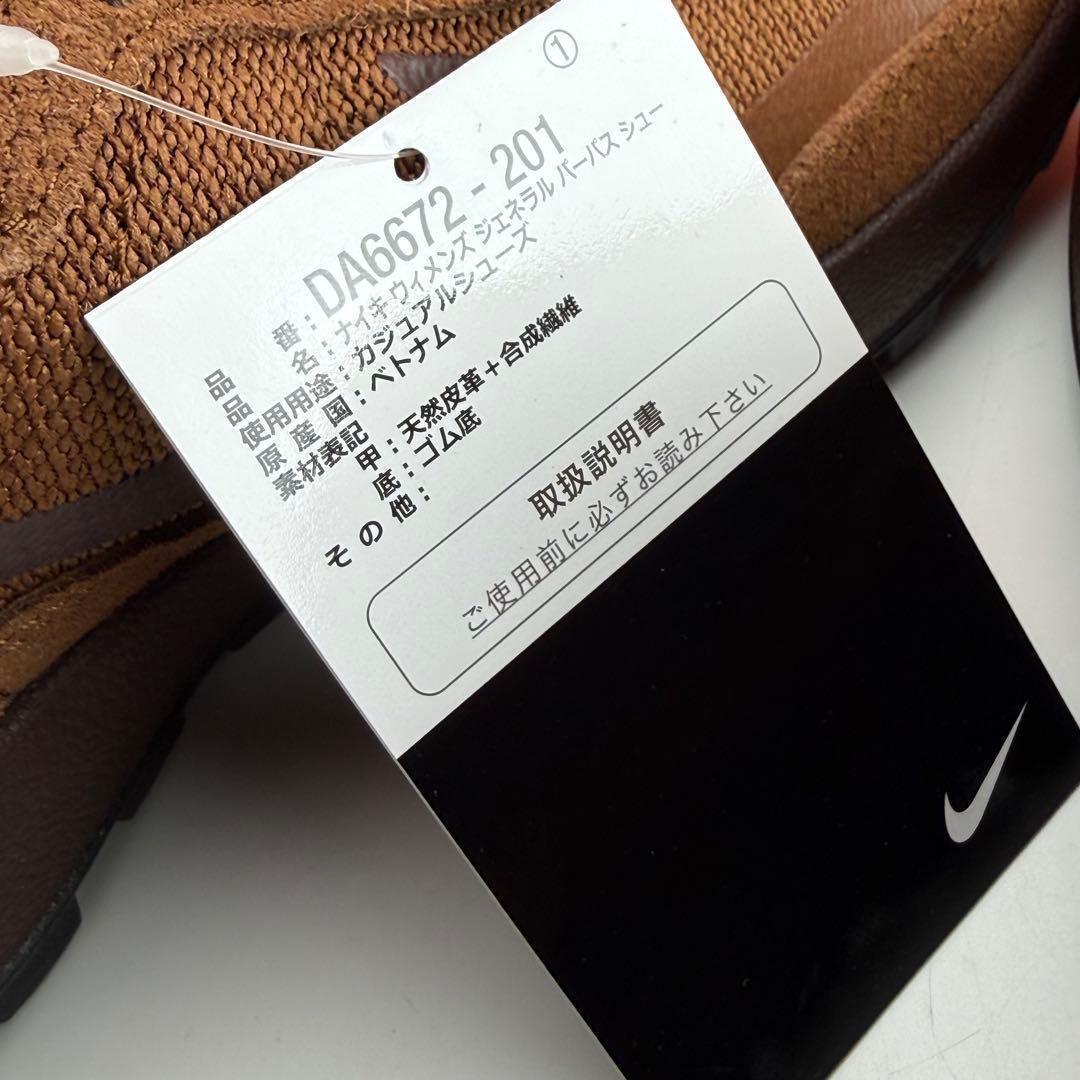 ①
品番:DA6672-201
品名:ナイキウィメンズ ジェネラル パーパス シュー
使用用途:カジュアルシューズ
原産国:ベトナム
素材表記 甲:天然皮革+合成繊維
底:ゴム底
その他:
取扱説明書
ご使用前に必ずお読み下さい